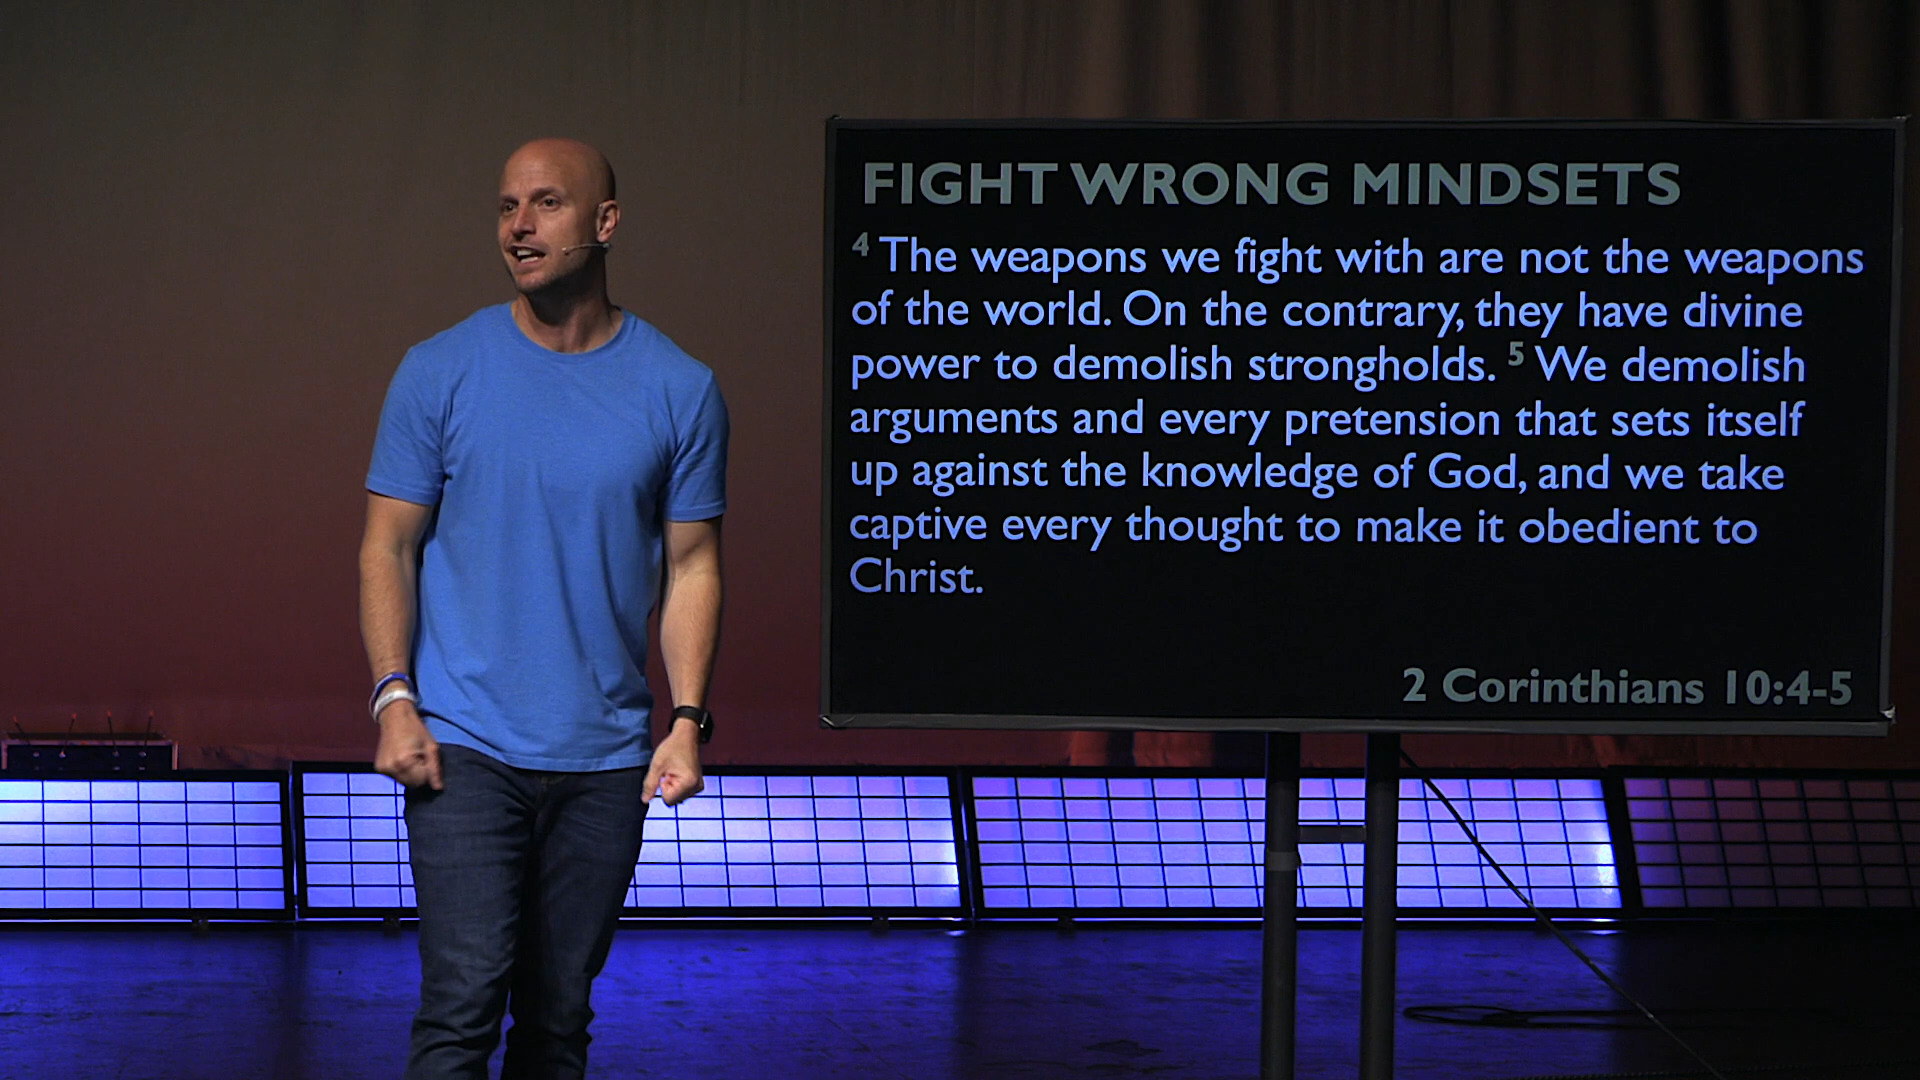 FIGHT WRONG MINDSETS
4 The weapons we fight with are not the weapons
of the world. On the contrary, they have divine
power to demolish strongholds. 5 We demolish
arguments and every pretension that sets itself
up against the knowledge of God, and we take
captive every thought to make it obedient to
Christ.
2 Corinthians 10:4-5